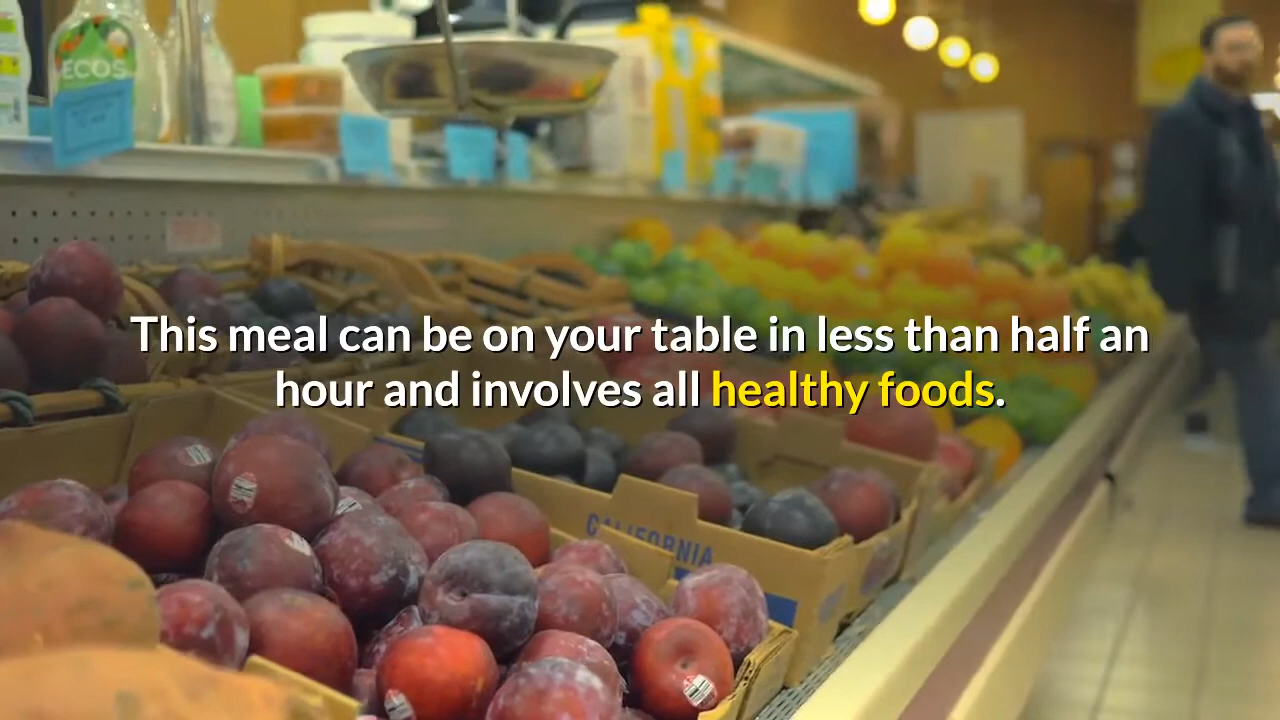 ECOS
This meal can be on your table in less than half an
hour and involves all healthy foods.
CALIFORNIA